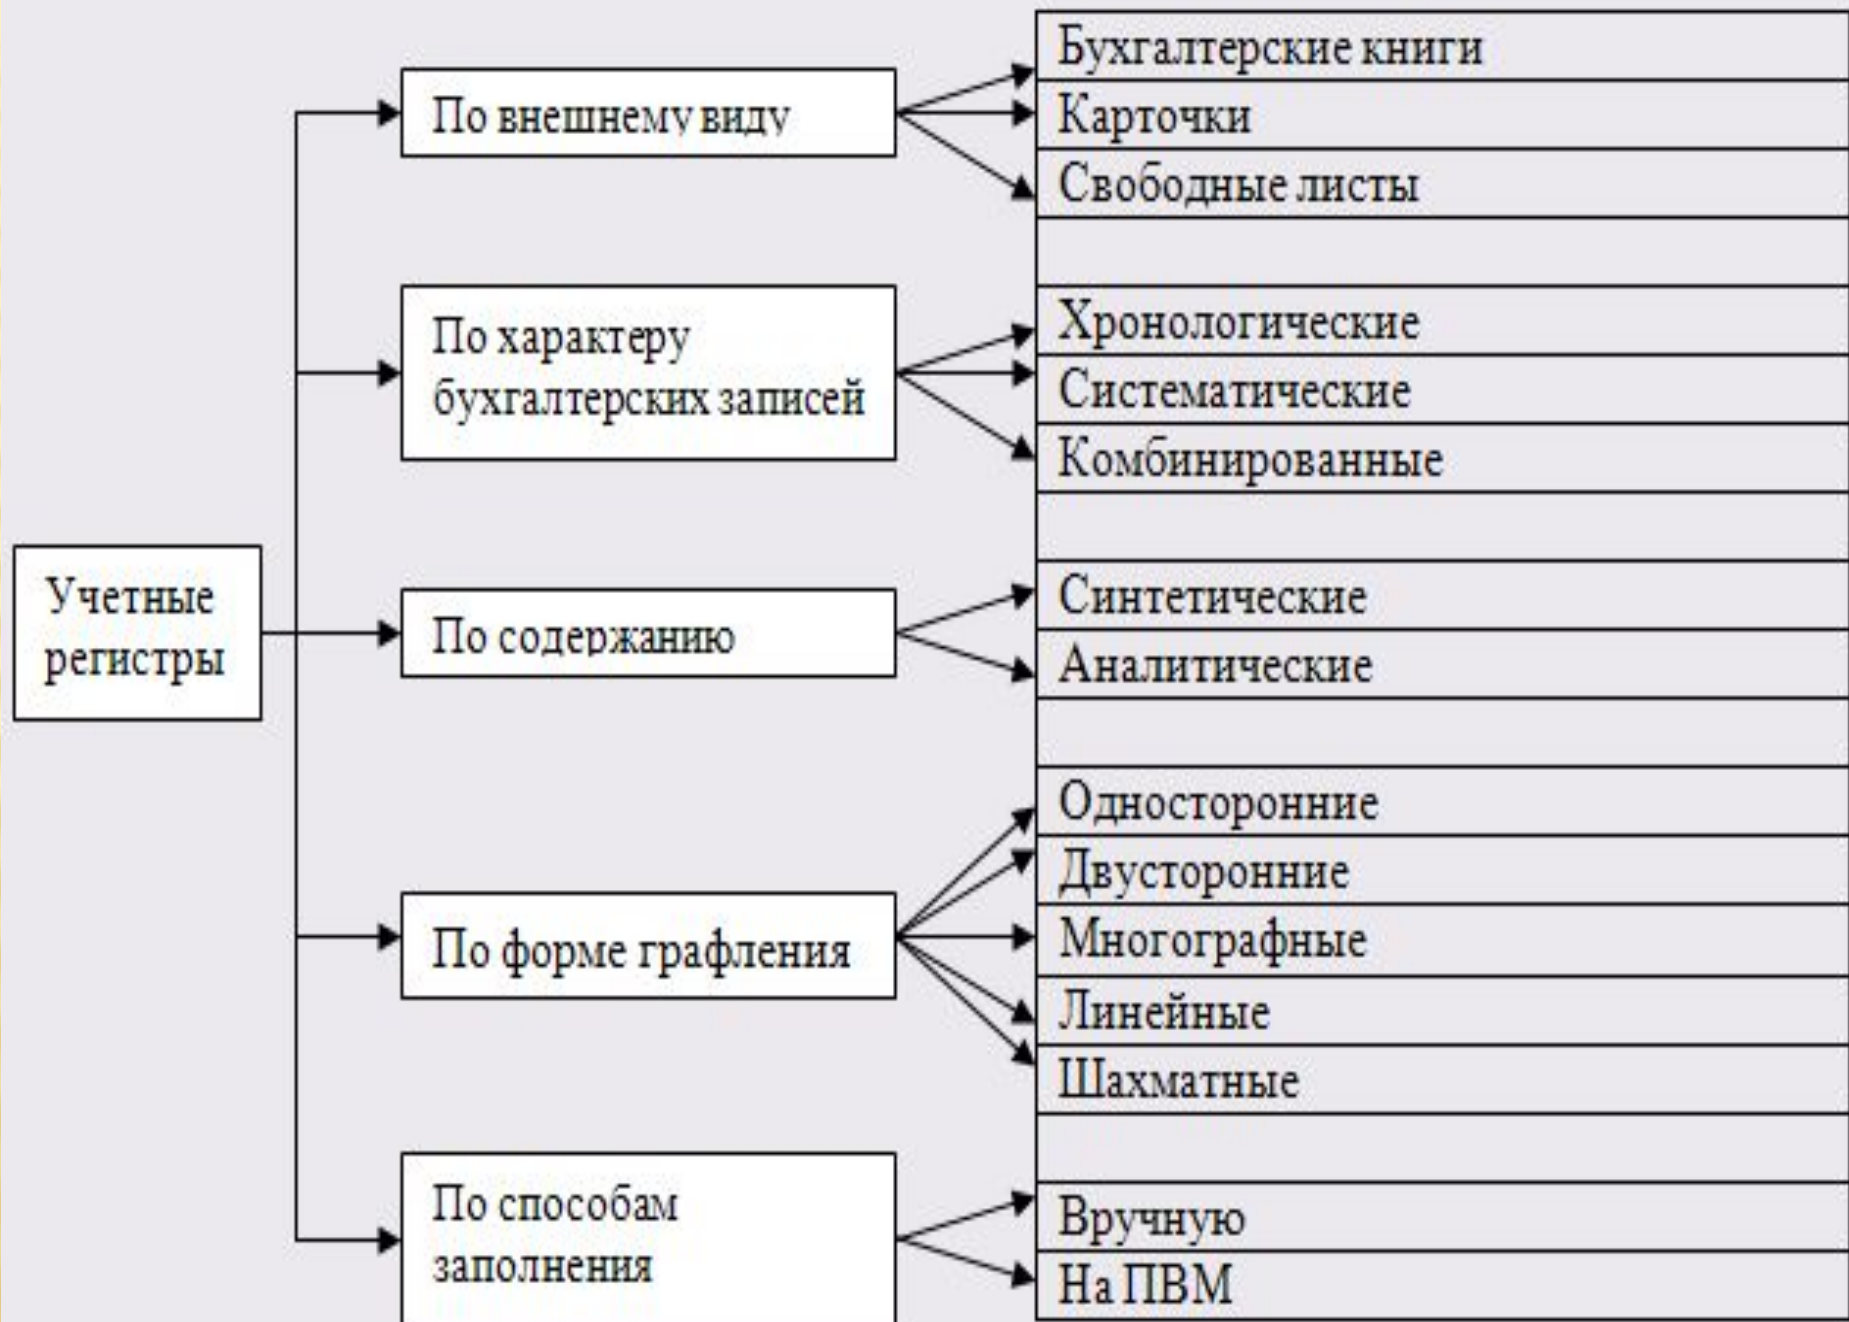 Учетные
регистры
По внешнему виду
Бухгалтерские книги
Карточки
Свободные листы
По характеру
бухгалтерских записей
Хронологические
Систематические
Комбинированные
По содержанию
Синтетические
Аналитические
По форме графления
Односторонние
Двусторонние
Многографные
Линейные
Шахматные
По способам
заполнения
Вручную
На ПВМ